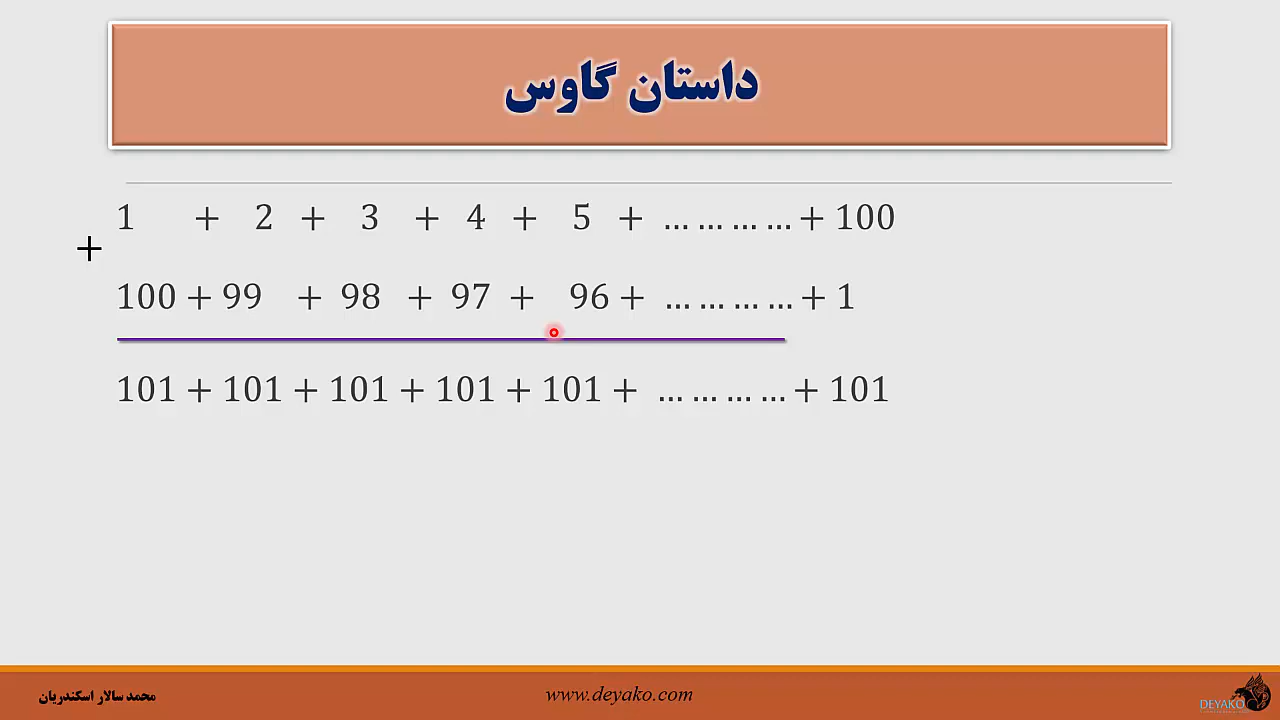 داستان گاوس
1 + 2 + 3 + 4 + 5 + ... ... ... ... + 100
+
100 + 99 + 98 + 97 + 96 + ... ... ... ... + 1
101 + 101 + 101 + 101 + 101 + ... ... ... ... + 101
محمد سالار اسکندریان
www.deyako.com
DEYAKO